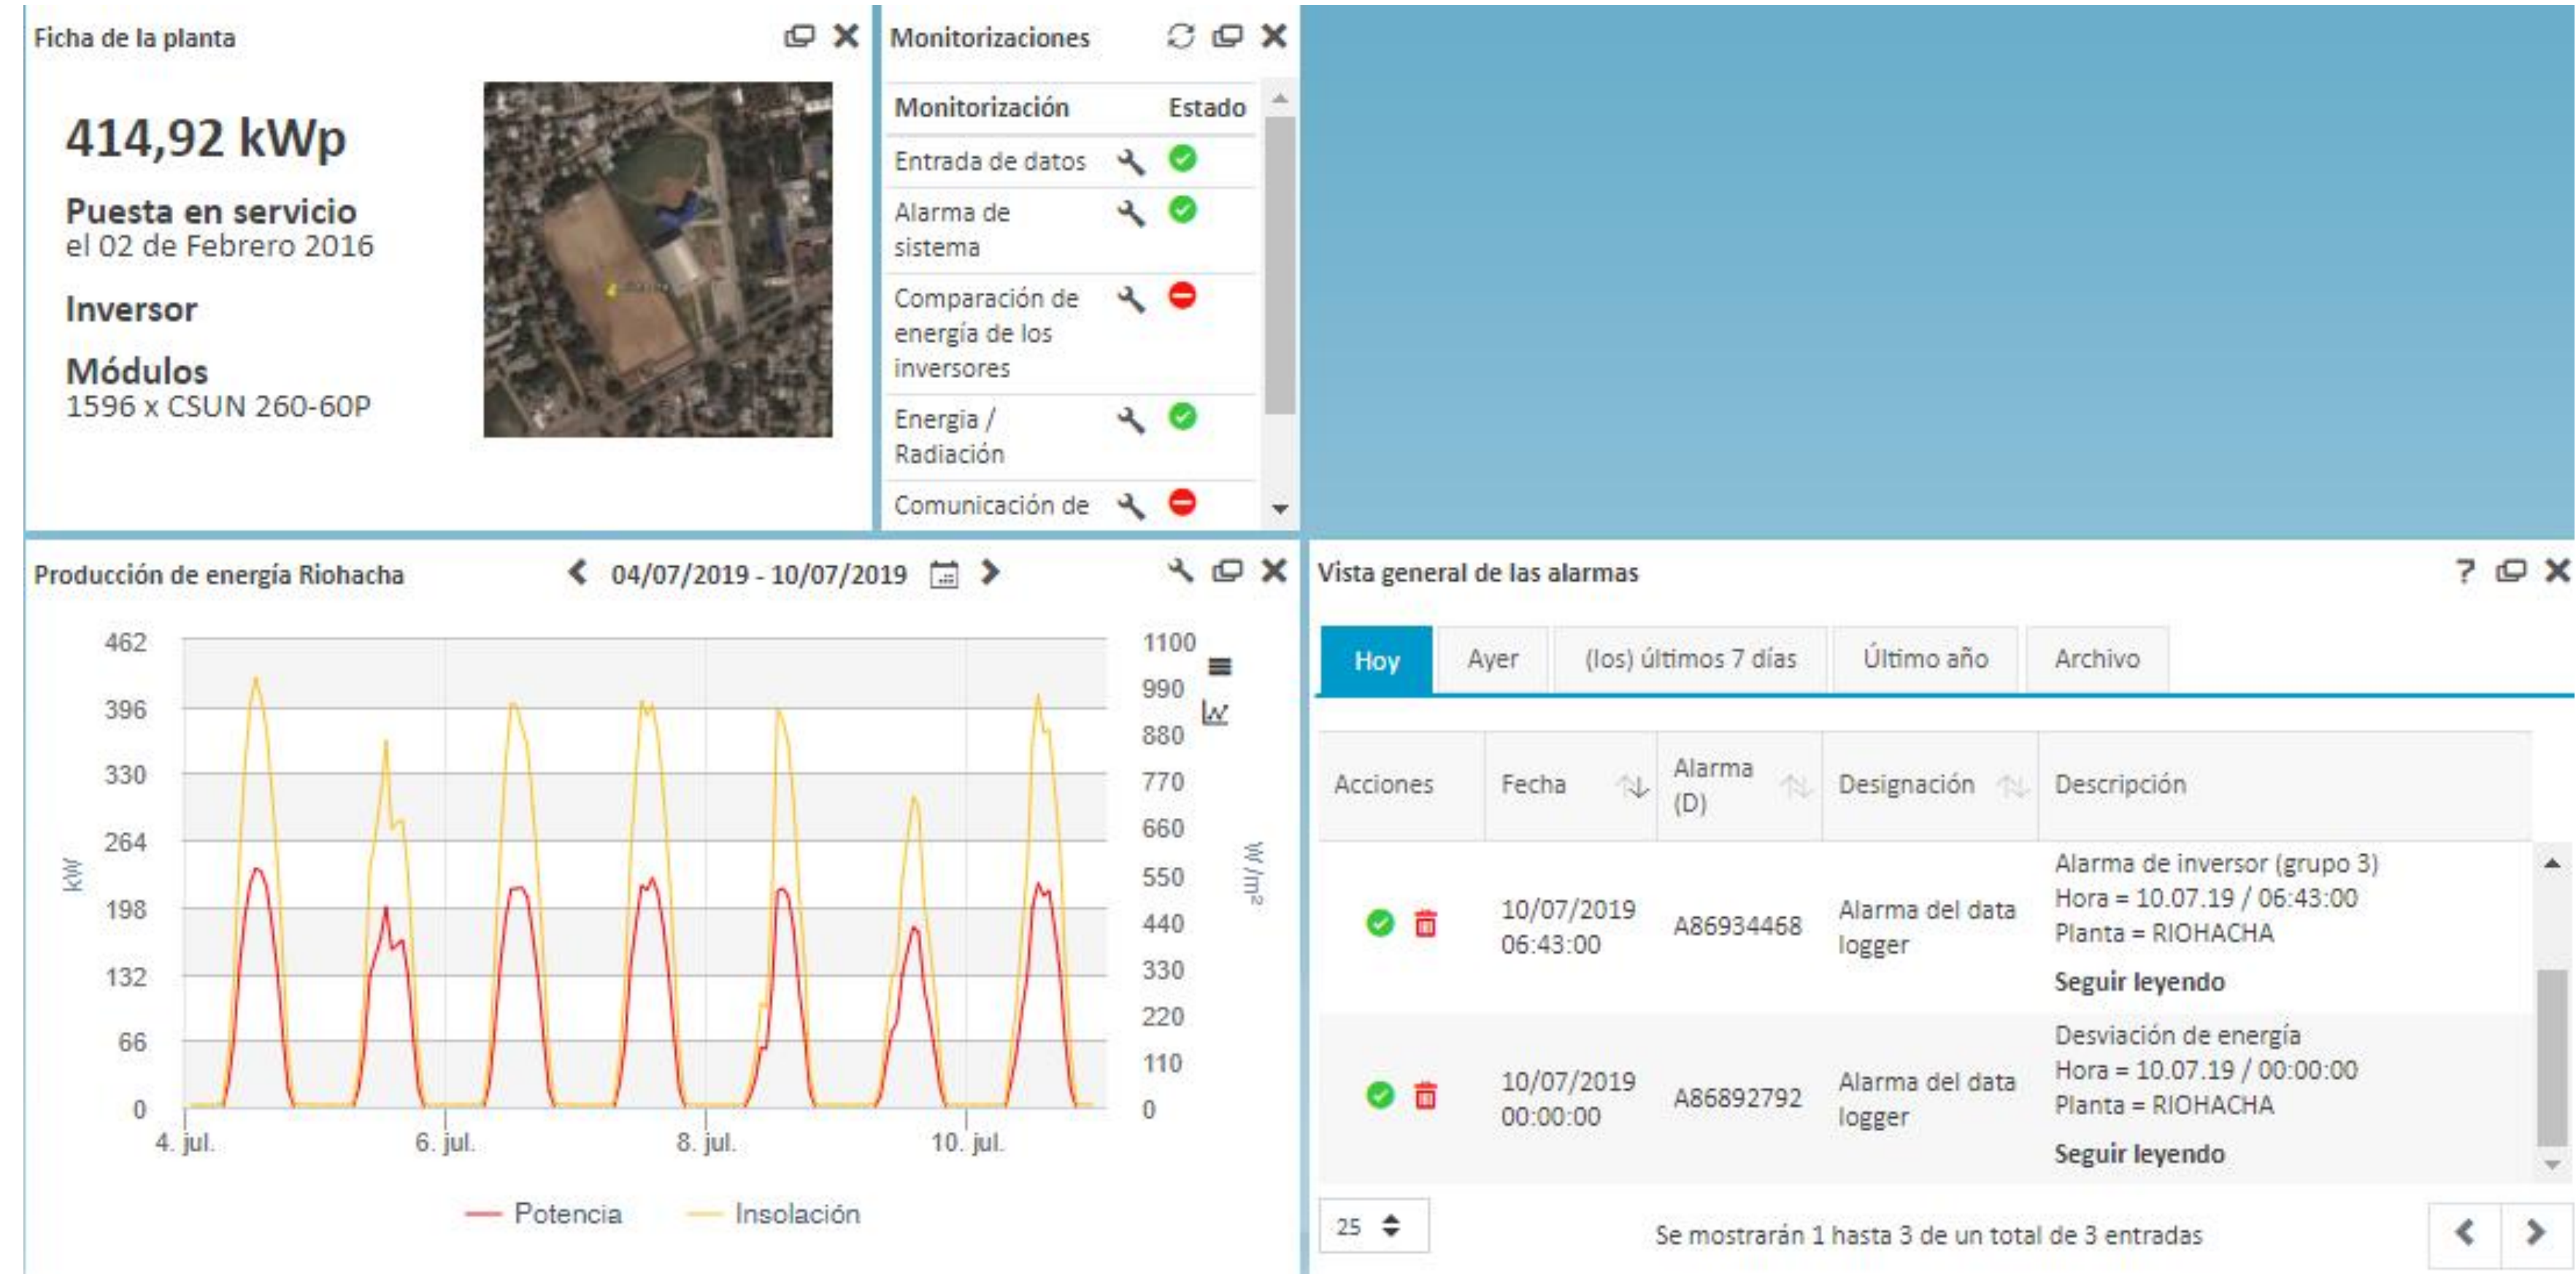 Ficha de la planta
414,92 kWp
Puesta en servicio
el 02 de Febrero 2016
Inversor
Módulos
1596 x CSUN 260-60P
Monitorizaciones
Monitorización Estado
Entrada de datos
Alarma de
sistema
Comparación de
energía de los
inversores
Energia /
Radiación
Comunicación de
Producción de energía Riohacha
04/07/2019 - 10/07/2019
kW
462
396
330
264
198
132
66
0
1100
990
880
770
660
550
440
330
220
110
0
W/m²
4. jul.
6. jul.
8. jul.
10. jul.
Potencia
Insolación
Vista general de las alarmas
?
Hoy
Ayer
(los) últimos 7 días
Último año
Archivo
Acciones
Fecha
Alarma
(D)
Designación
Descripción
10/07/2019
06:43:00
A86934468
Alarma del data
logger
Alarma de inversor (grupo 3)
Hora = 10.07.19 / 06:43:00
Planta = RIOHACHA
Seguir leyendo
10/07/2019
00:00:00
A86892792
Alarma del data
logger
Desviación de energía
Hora = 10.07.19 / 00:00:00
Planta = RIOHACHA
Seguir leyendo
25
Se mostrarán 1 hasta 3 de un total de 3 entradas